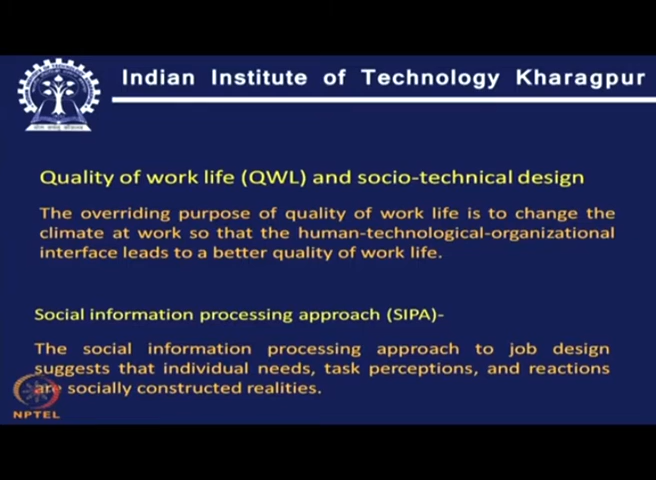 Indian Institute of Technology Kharagpur
Quality of work life (QWL) and socio-technical design
The overriding purpose of quality of work life is to change the
climate at work so that the human-technological-organizational
interface leads to a better quality of work life.
Social information processing approach (SIPA)-
The social information processing approach to job design
suggests that individual needs, task perceptions, and reactions
are socially constructed realities.
NPTEL